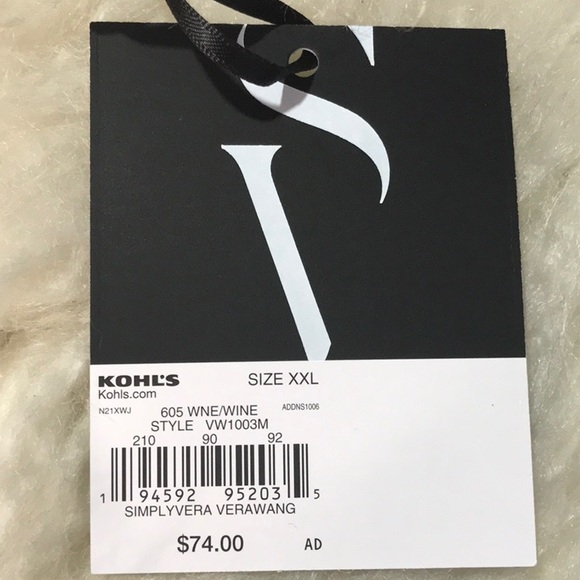 SV
KOHL'S SIZE XXL
Kohls.com
N21XWJ 605 WNE/WINE ADDNS1006
STYLE VW1003M
210 90 92
1 94592 95203 5
SIMPLYVERA VERAWANG
$74.00 AD